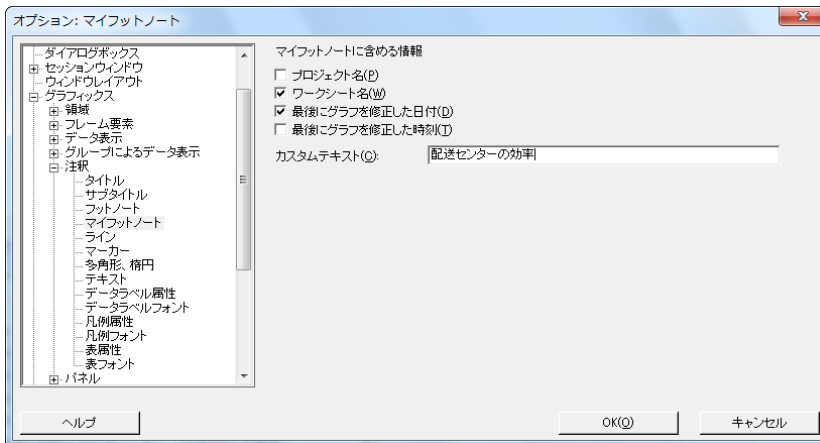 オプション: マイフットノート
ダイアログボックス
セッションウィンドウ
ウィンドウレイアウト
グラフィックス
領域
フレーム要素
データ表示
グループによるデータ表示
注釈
タイトル
サブタイトル
フットノート
マイフットノート
ライン
マーカー
多角形、楕円
テキスト
データラベル属性
データラベルフォント
凡例属性
凡例フォント
表属性
表フォント
パネル
マイフットノートに含める情報
プロジェクト名(P)
ワークシート名(W)
最後にグラフを修正した日付(D)
最後にグラフを修正した時刻(T)
カスタムテキスト(C): 配送センターの効率
ヘルプ OK(O) キャンセル